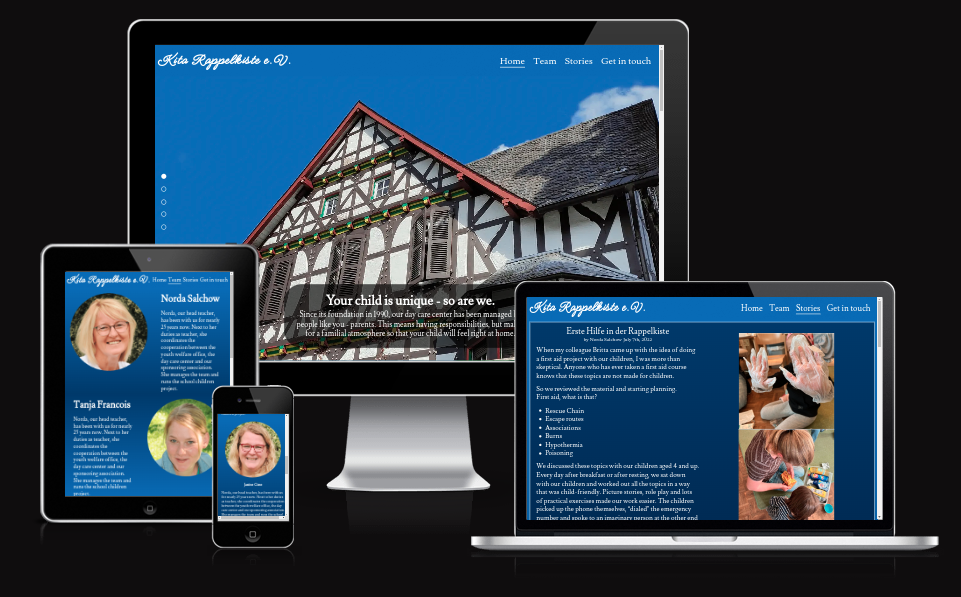 Kita Rappelkiste e.V.
Home Team Stories Get in touch
Your child is unique - so are we.
Since its foundation in 1990, our day care center has been managed
people like you - parents. This means having responsibilities, but ma
for a familial atmosphere so that your child will feel right at home
Kita Rappelkiste e.V.
Home Team Stories Get in touch
Norda Salchow
Norda, our head teacher,
has been with us for nearly
25 years now. Next to her
duties as teacher, she
coordinates the
cooperation between the
youth welfare office, the
day care center and our
sponsoring association.
She manages the team and
runs the school children
project.
Tanja Francois
Norda, our head teacher,
has been with us for nearly
25 years now. Next to her
duties as teacher, she
coordinates the
cooperation between the
youth welfare office, the
day care center and our
sponsoring association.
She manages the team and
runs the school children
project.
Kita Rappelkiste e.V.
Home Team Stories Get in touch
Erste Hilfe in der Rappelkiste
by Norda Salchow July 7th, 2022
When my colleague Britta came up with the idea of doing
a first aid project with our children, I was more than
skeptical. Anyone who has ever taken a first aid course
knows that these topics are not made for children.
So we reviewed the material and starting planning.
First aid, what is that?
Rescue Chain
Escape routes
Associations
Burns
Hypothermia
Poisoning
We discussed these topics with our children aged 4 and up.
Every day after breakfast or after resting, we sat down
with our children and worked out all the topics in a way
that was child-friendly. Picture stories, role play and lots
of practical exercises made our work easier. The children
picked up the phone themselves, "dialed" the emergency
number and spoke to an imaginary person at the other end